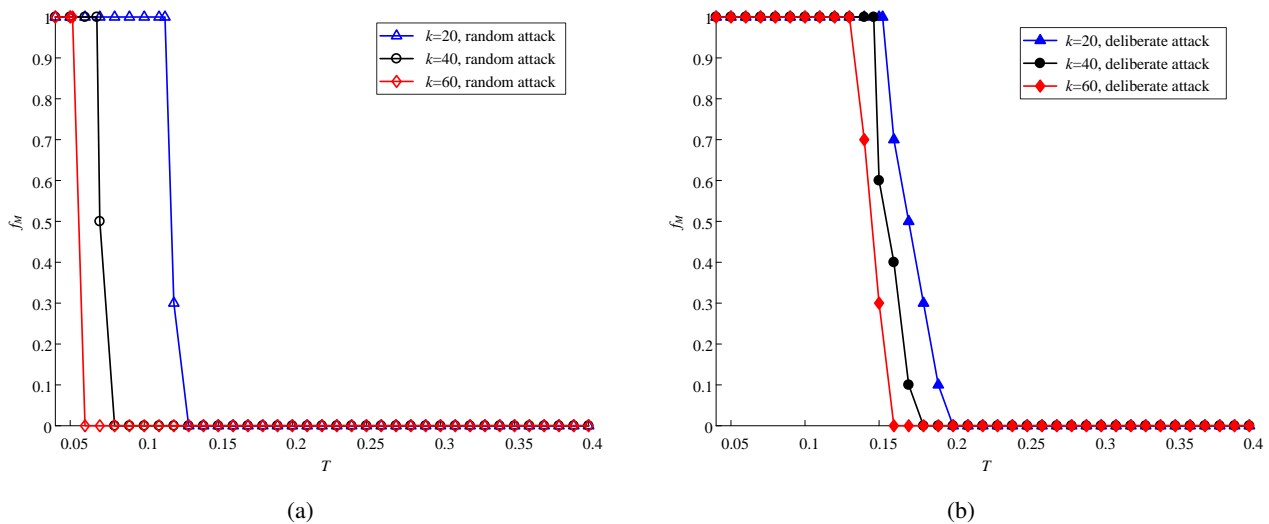 1
0.9
0.8
0.7
0.6
0.5
0.4
0.3
0.2
0.1
0
f_M
0.05 0.1 0.15 0.2 0.25 0.3 0.35 0.4
T
k=20, random attack
k=40, random attack
k=60, random attack
(a)
1
0.9
0.8
0.7
0.6
0.5
0.4
0.3
0.2
0.1
0
f_M
0.05 0.1 0.15 0.2 0.25 0.3 0.35 0.4
T
k=20, deliberate attack
k=40, deliberate attack
k=60, deliberate attack
(b)